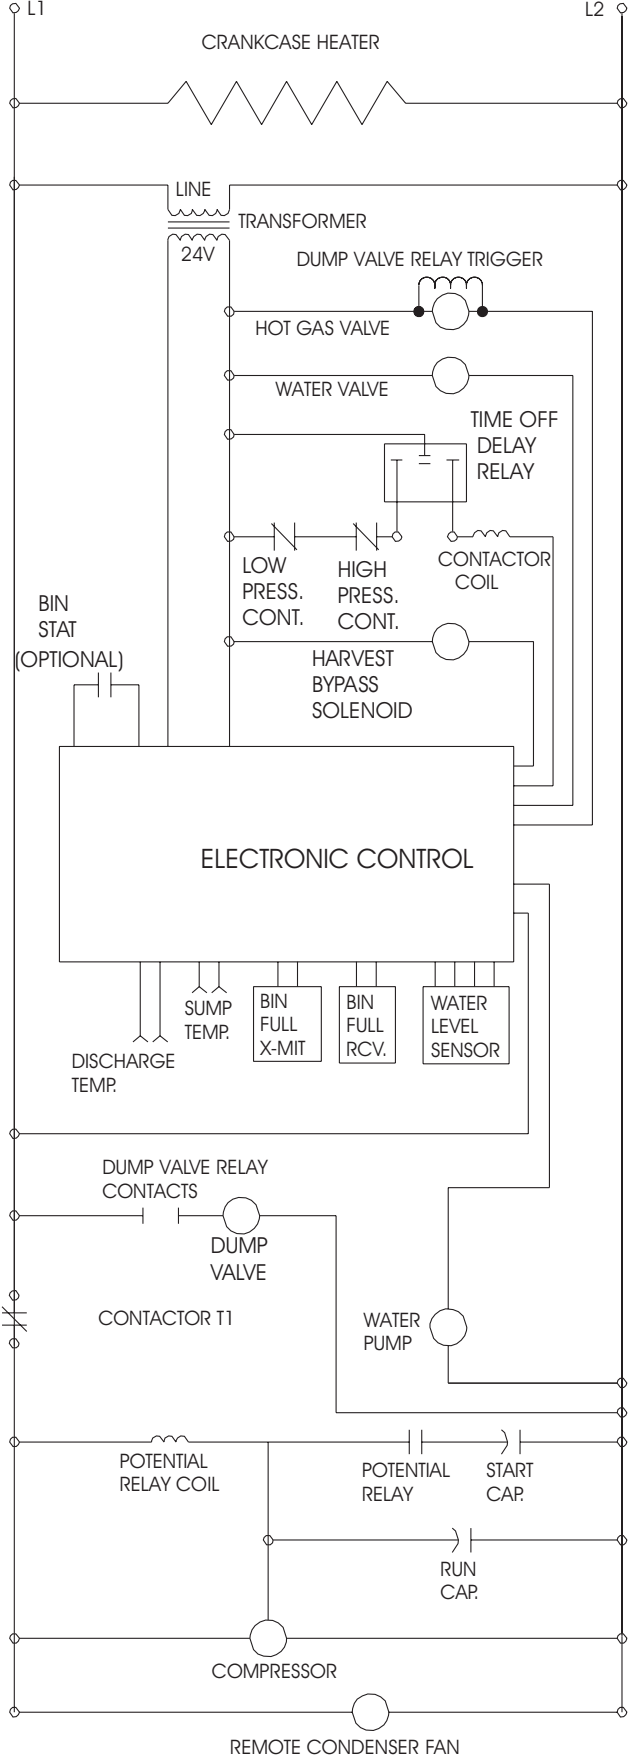 L1
L2
CRANKCASE HEATER
LINE
TRANSFORMER
24V
DUMP VALVE RELAY TRIGGER
HOT GAS VALVE
WATER VALVE
TIME OFF
DELAY
RELAY
LOW
PRESS.
CONT.
HIGH
PRESS.
CONT.
CONTACTOR
COIL
BIN
STAT
(OPTIONAL)
HARVEST
BYPASS
SOLENOID
ELECTRONIC CONTROL
DISCHARGE
TEMP.
SUMP
TEMP.
BIN
FULL
X-MIT
BIN
FULL
RCV.
WATER
LEVEL
SENSOR
DUMP VALVE RELAY
CONTACTS
DUMP
VALVE
CONTACTOR T1
WATER
PUMP
POTENTIAL
RELAY COIL
POTENTIAL
RELAY
START
CAP.
RUN
CAP.
COMPRESSOR
REMOTE CONDENSER FAN